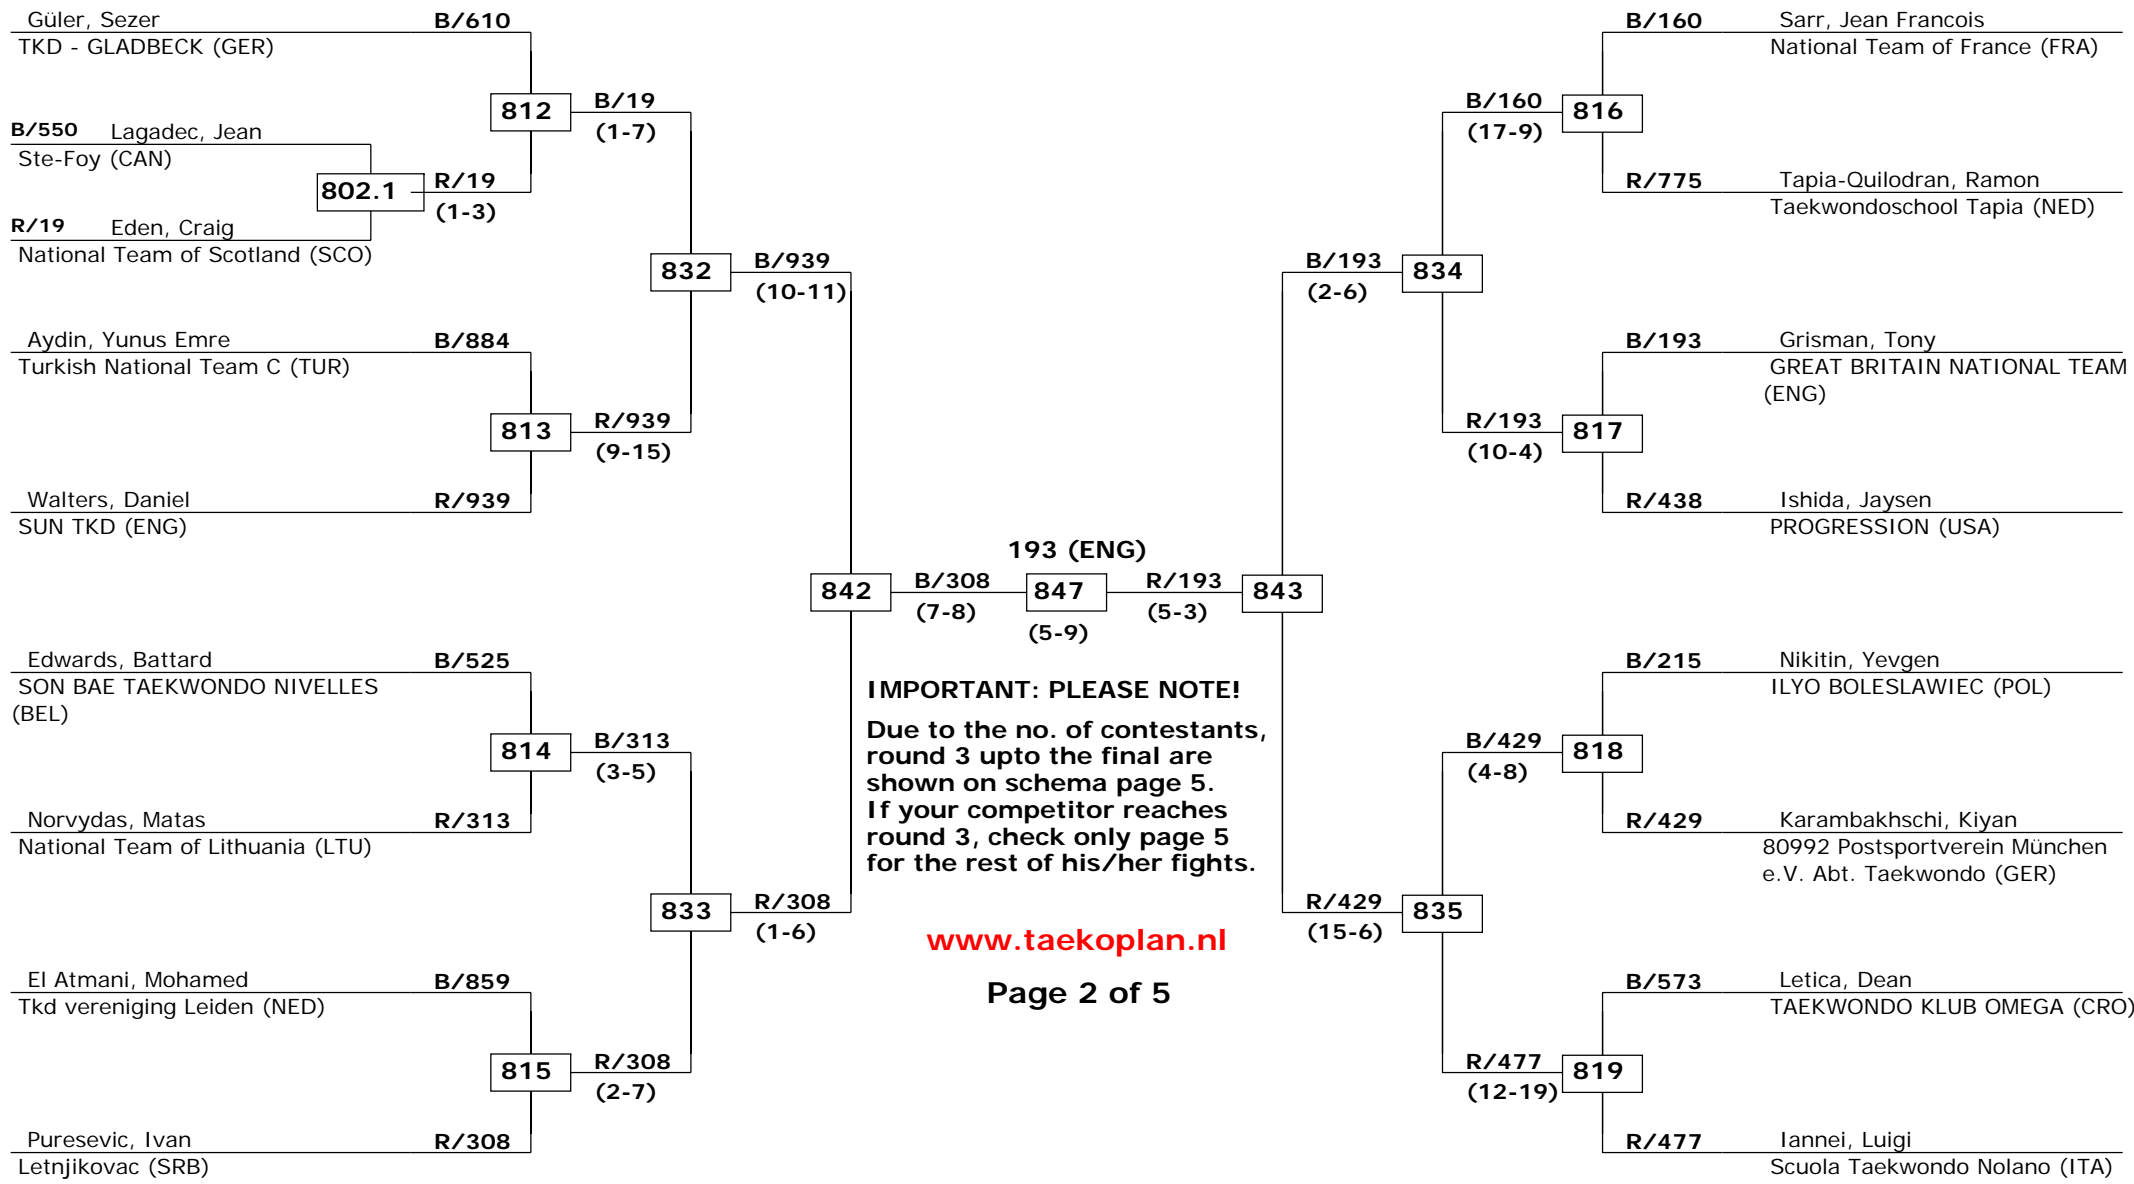 Güler, Sezer B/610
TKD - GLADBECK (GER)
812
B/19
(1-7)
B/550 Lagadec, Jean
Ste-Foy (CAN)
802.1
R/19
(1-3)
R/19 Eden, Craig
National Team of Scotland (SCO)
832
B/939
(10-11)
Aydin, Yunus Emre B/884
Turkish National Team C (TUR)
813
R/939
(9-15)
Walters, Daniel R/939
SUN TKD (ENG)
842
B/308
(7-8)
Edwards, Battard B/525
SON BAE TAEKWONDO NIVELLES
(BEL)
814
B/313
(3-5)
Norvydas, Matas R/313
National Team of Lithuania (LTU)
833
R/308
(1-6)
El Atmani, Mohamed B/859
Tkd vereniging Leiden (NED)
815
R/308
(2-7)
Puresevic, Ivan R/308
Letnjikovac (SRB)
193 (ENG)
847
(5-9)
IMPORTANT: PLEASE NOTE!
Due to the no. of contestants,
round 3 upto the final are
shown on schema page 5.
If your competitor reaches
round 3, check only page 5
for the rest of his/her fights.
www.taekoplan.nl
Page 2 of 5
R/193
(5-3)
843
B/160 Sarr, Jean Francois
National Team of France (FRA)
B/160
(17-9)
816
R/775 Tapia-Quilodran, Ramon
Taekwondoschool Tapia (NED)
B/193
(2-6)
834
B/193 Grisman, Tony
GREAT BRITAIN NATIONAL TEAM
(ENG)
R/193
(10-4)
817
R/438 Ishida, Jaysen
PROGRESSION (USA)
B/215 Nikitin, Yevgen
ILYO BOLESLAWIEC (POL)
B/429
(4-8)
818
R/429 Karambakhschi, Kiyan
80992 Postsportverein München
e.V. Abt. Taekwondo (GER)
R/429
(15-6)
835
B/573 Letica, Dean
TAEKWONDO KLUB OMEGA (CRO)
R/477
(12-19)
819
R/477 Iannei, Luigi
Scuola Taekwondo Nolano (ITA)